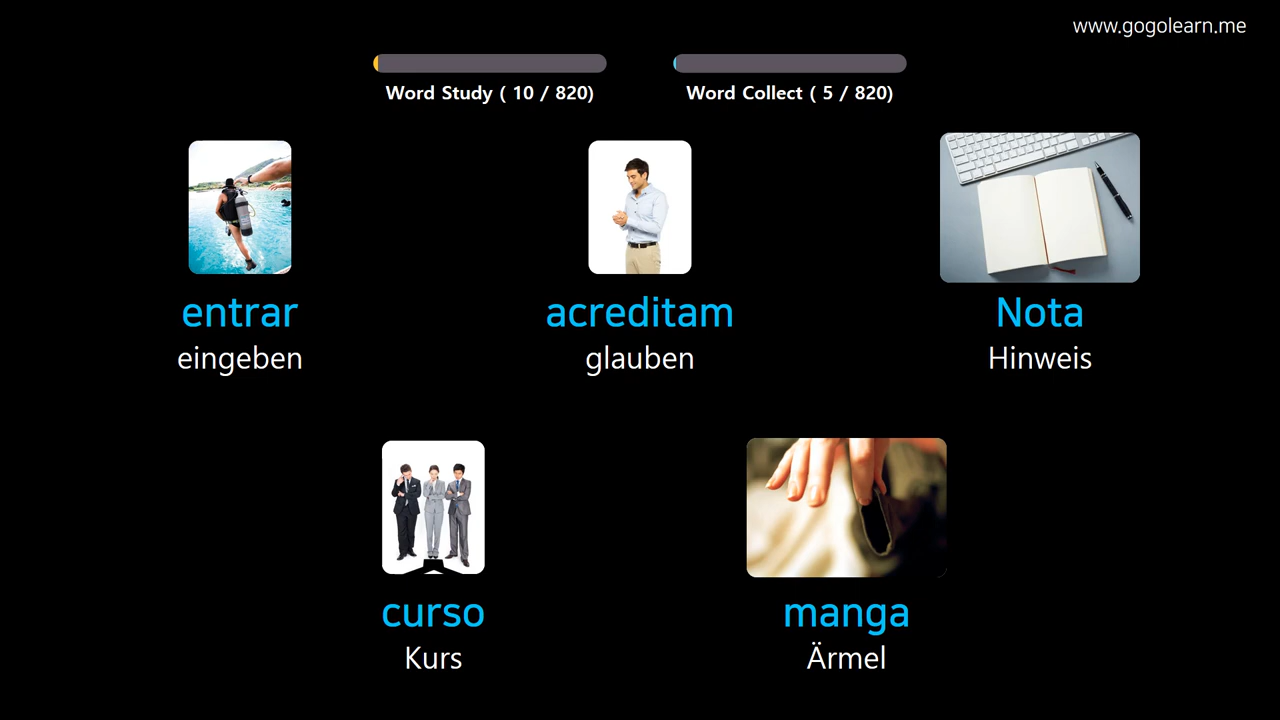 www.gogolearn.me
Word Study ( 10 / 820)
Word Collect ( 5 / 820)
entrar
eingeben
acreditam
glauben
Nota
Hinweis
curso
Kurs
manga
Ärmel